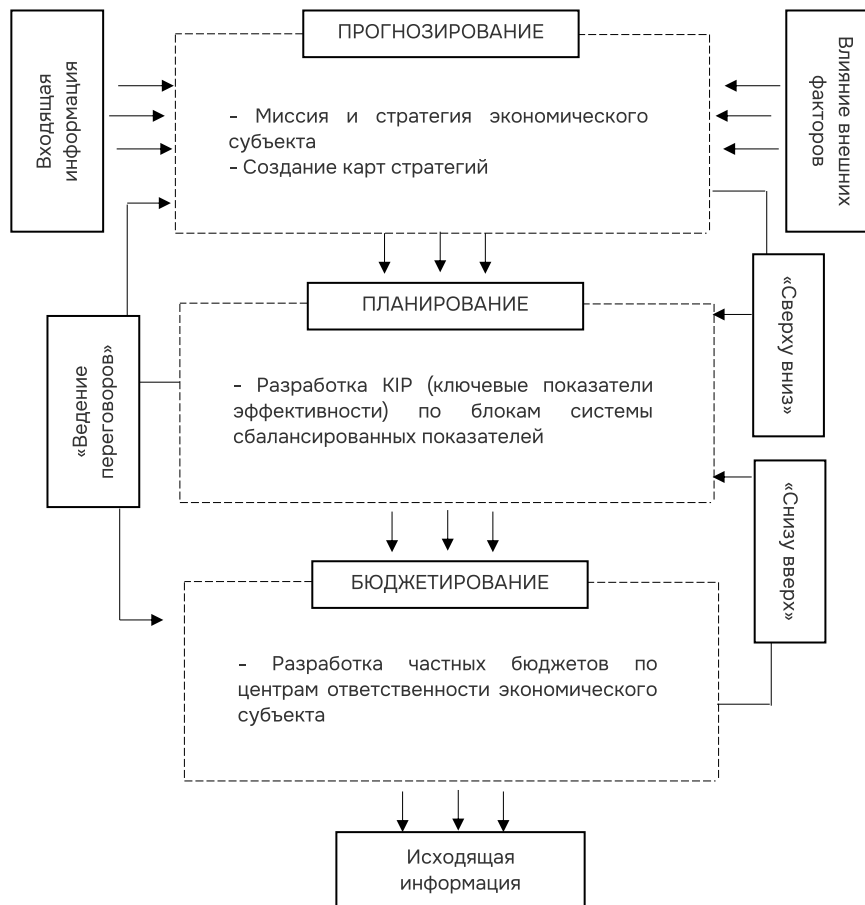 ПРОГНОЗИРОВАНИЕ
Входящая
информация
Влияние внешних
факторов
- Миссия и стратегия экономического
субъекта
- Создание карт стратегий
«Сверху вниз»
ПЛАНИРОВАНИЕ
«Ведение
переговоров»
- Разработка KIP (ключевые показатели
эффективности) по блокам системы
сбалансированных показателей
«Снизу вверх»
БЮДЖЕТИРОВАНИЕ
- Разработка частных бюджетов по
центрам ответственности экономического
субъекта
Исходящая
информация